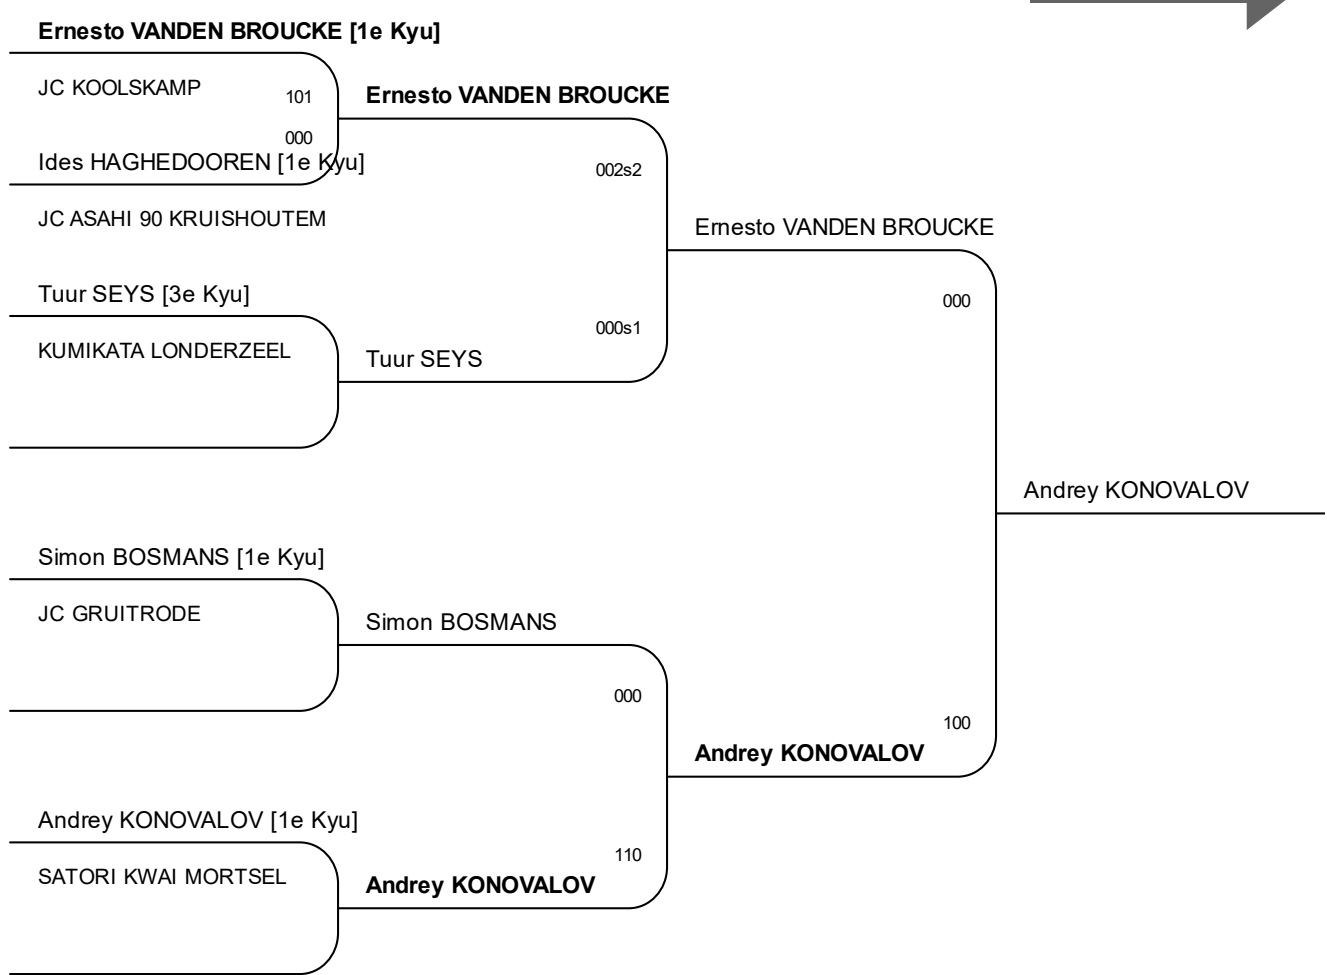 Ernesto VANDEN BROUCKE [1e Kyu]
JC KOOLSKAMP
101
Ernesto VANDEN BROUCKE
000
Ides HAGHEDOOREN [1e Kyu]
002s2
JC ASAHI 90 KRUISHOUTEM
Ernesto VANDEN BROUCKE
Tuur SEYS [3e Kyu]
000
000s1
KUMIKATA LONDERZEEL
Tuur SEYS
Andrey KONOVALOV
Simon BOSMANS [1e Kyu]
JC GRUITRODE
Simon BOSMANS
000
100
Andrey KONOVALOV
Andrey KONOVALOV [1e Kyu]
110
SATORI KWAI MORTSEL
Andrey KONOVALOV